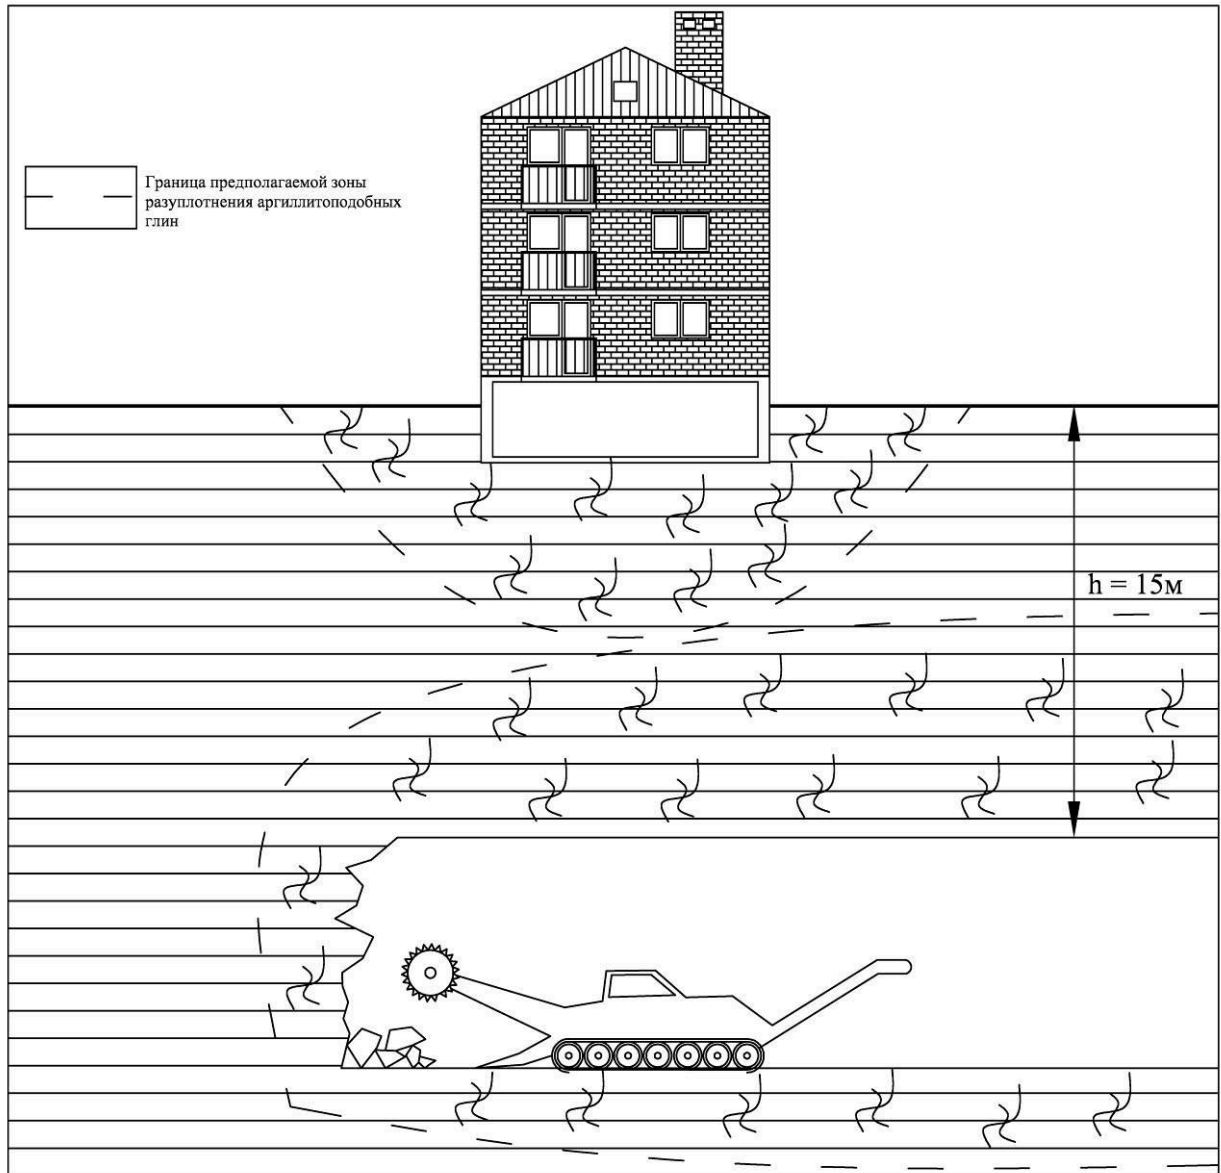 Граница предполагаемой зоны
разуплотнения аргиллитоподобных
глин
h = 15м